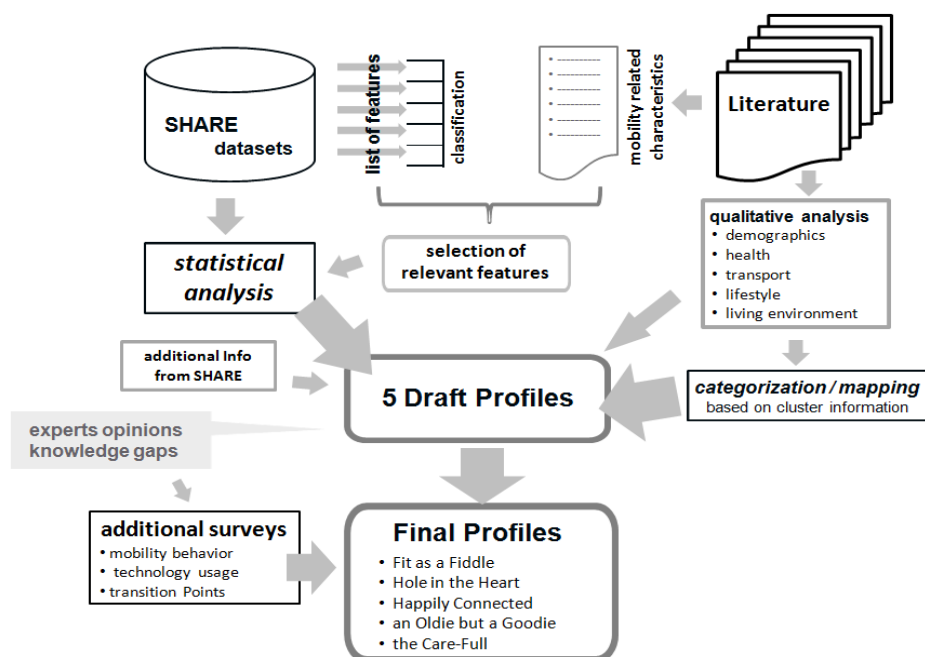 SHARE
datasets
list of features
classification
mobility related
characteristics
Literature
selection of
relevant features
qualitative analysis
• demographics
• health
• transport
• lifestyle
• living environment
statistical
analysis
additional Info
from SHARE
5 Draft Profiles
categorization / mapping
based on cluster information
experts opinions
knowledge gaps
additional surveys
• mobility behavior
• technology usage
• transition Points
Final Profiles
• Fit as a Fiddle
• Hole in the Heart
• Happily Connected
• an Oldie but a Goodie
• the Care-Full